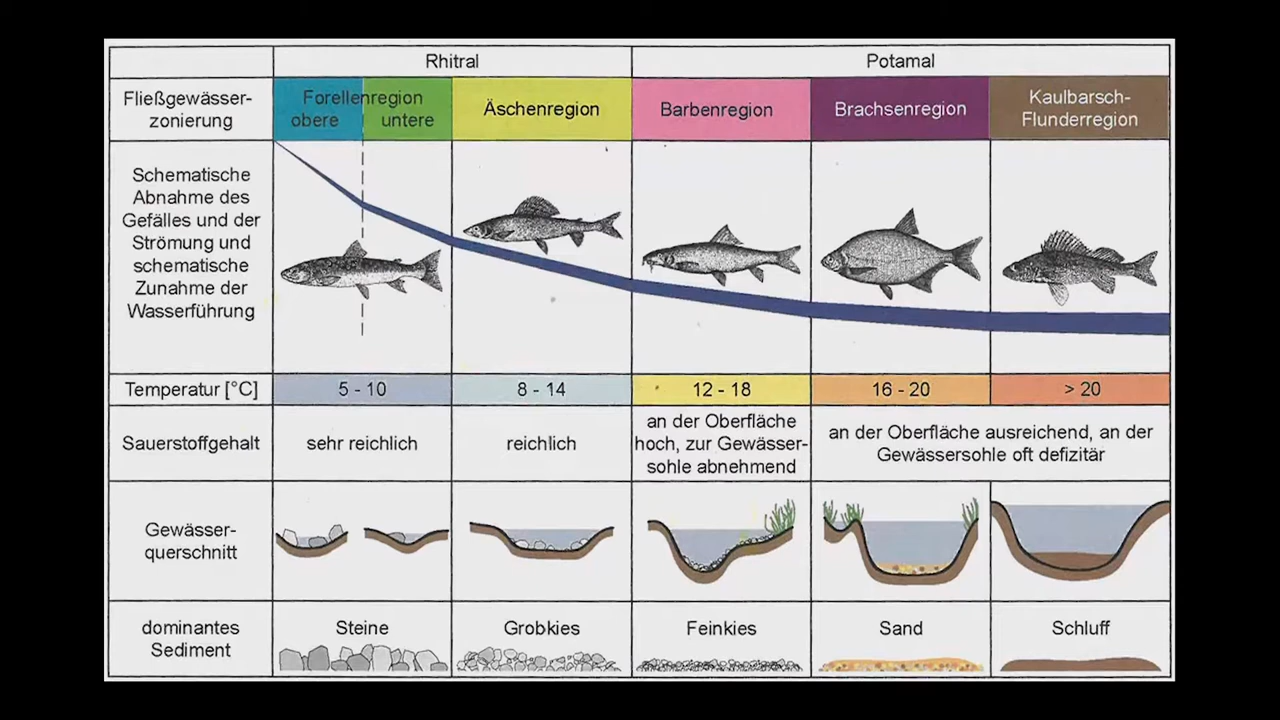 Rhitral
Potamal
Fließgewässer-
zonierung
Forellenregion
obere
untere
Äschenregion
Barbenregion
Brachsenregion
Kaulbarsch-
Flunderregion
Schematische
Abnahme des
Gefälles und der
Strömung und
schematische
Zunahme der
Wasserführung
Temperatur [°C]
5 - 10
8 - 14
12 - 18
16 - 20
> 20
Sauerstoffgehalt
sehr reichlich
reichlich
an der Oberfläche
hoch, zur Gewässer-
sohle abnehmend
an der Oberfläche ausreichend, an der
Gewässersohle oft defizitär
Gewässer-
querschnitt
dominantes
Sediment
Steine
Grobkies
Feinkies
Sand
Schluff